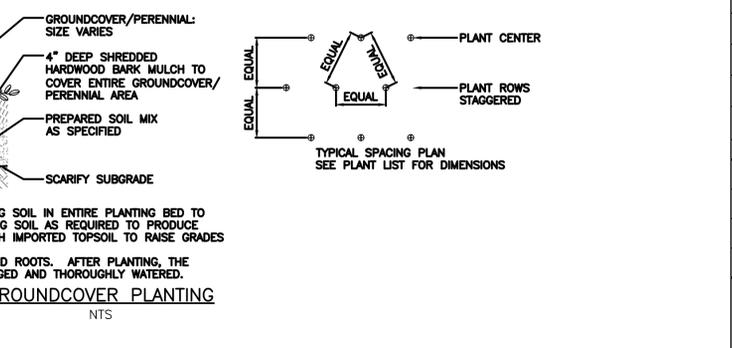 GROUNDCOVER/PERENNIAL:
SIZE VARIES
4" DEEP SHREDDED
HARDWOOD BARK MULCH TO
COVER ENTIRE GROUNDCOVER/
PERENNIAL AREA
PREPARED SOIL MIX
AS SPECIFIED
SCARIFY SUBGRADE
G SOIL IN ENTIRE PLANTING BED TO
G SOIL AS REQUIRED TO PRODUCE
H IMPORTED TOPSOIL TO RAISE GRADES
D ROOTS. AFTER PLANTING, THE
GED AND THOROUGHLY WATERED.
ROUNDCOVER PLANTING
NTS
EQUAL
EQUAL
EQUAL
EQUAL
EQUAL
PLANT CENTER
PLANT ROWS
STAGGERED
TYPICAL SPACING PLAN
SEE PLANT LIST FOR DIMENSIONS